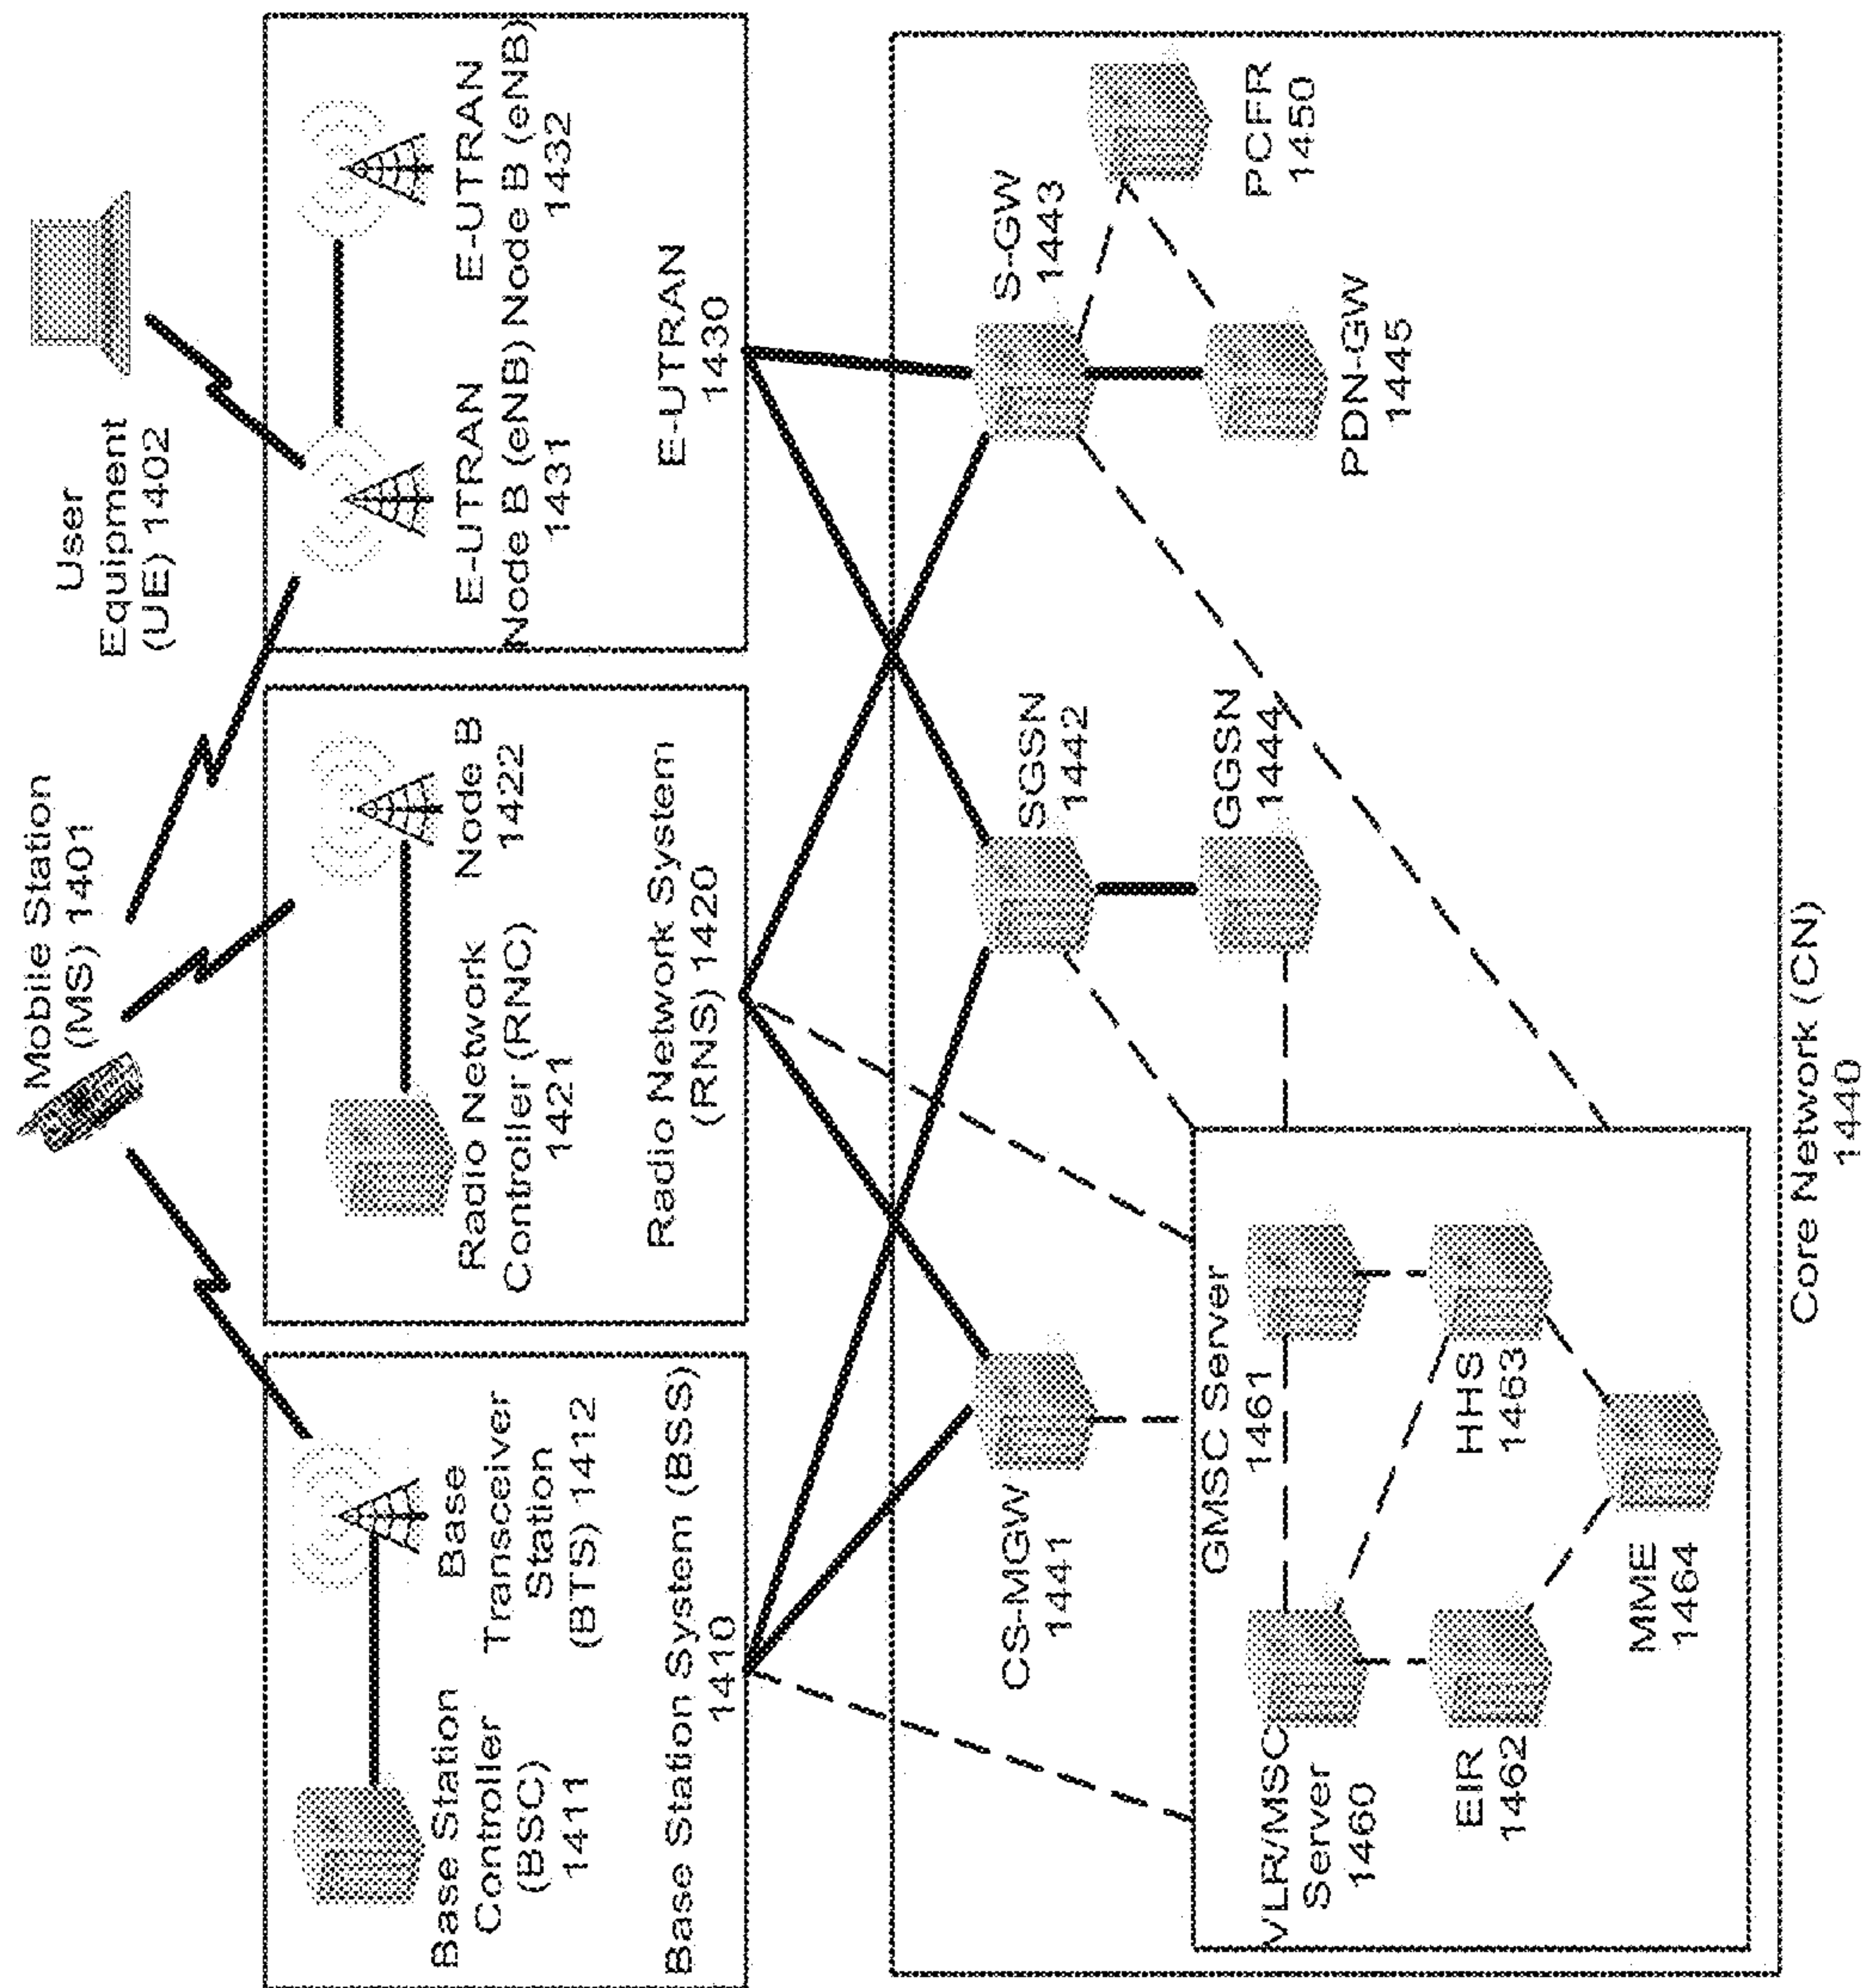 Mobile Station
(MS) 1401
User
Equipment
(UE) 1402
Base Station
Controller
(BSC)
1411
Base
Transceiver
Station
(BTS) 1412
Base Station System (BSS)
1410
Radio Network
Controller (RNC)
1421
Node B
1422
Radio Network System
(RNS) 1420
E-UTRAN
Node B (eNB)
1431
E-UTRAN
Node B (eNB)
1432
E-UTRAN
1430
CS-MGW
1441
SGSN
1442
GGSN
1444
S-GW
1443
PDN-GW
1445
PCFR
1450
GMSC Server
1461
VLR/MSC
Server
1460
EIR
1462
HHS
1463
MME
1464
Core Network (CN)
1440